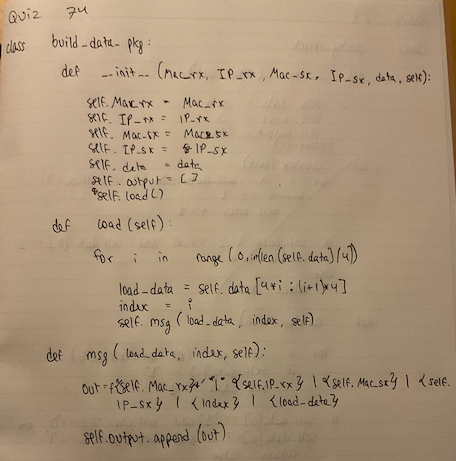 Quiz 74
class build_data_pkg:
def __init__ (Mac_rx, IP_rx, Mac_sx, IP_sx, data, self):
self.Mac_rx = Mac_rx
self. IP_rx = IP_rx
self. Mac_sx = Mac_sx
self. IP_sx = IP_sx
self. data = data
self. output = []
self. load()
def load (self):
for i in range (0, int(len(self.data)/4))
load_data = self.data [4*i : (i+1)*4]
index = i
self. msg (load_data, index, self)
def msg (load_data, index, self):
out = f"{self.Mac_rx} | {self.IP_rx} | {self.Mac_sx} | {self.
IP_sx} | {index} | {load_data}
self.output.append (out)